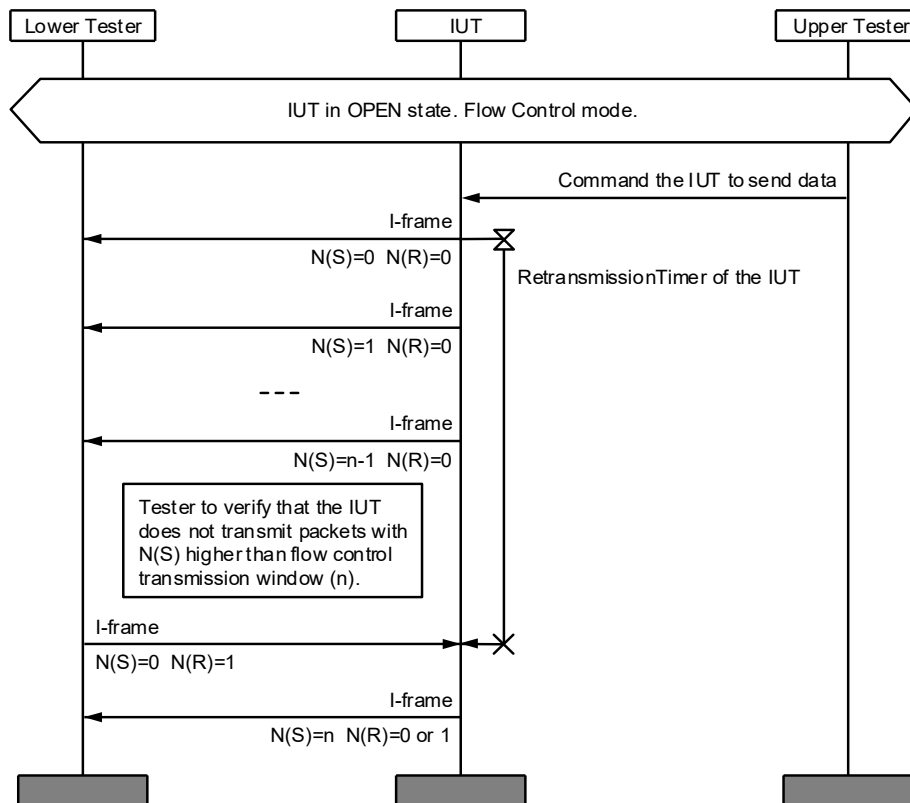 Lower Tester
IUT
Upper Tester
IUT in OPEN state. Flow Control mode.
Command the IUT to send data
I-frame
N(S)=0 N(R)=0
RetransmissionTimer of the IUT
I-frame
N(S)=1 N(R)=0
---
I-frame
N(S)=n-1 N(R)=0
Tester to verify that the IUT
does not transmit packets with
N(S) higher than flow control
transmission window (n).
I-frame
N(S)=0 N(R)=1
I-frame
N(S)=n N(R)=0 or 1